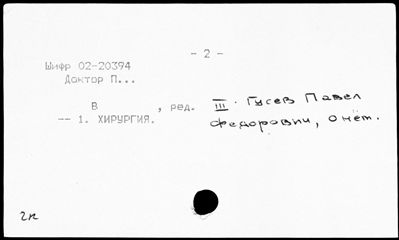 - 2 -
Шифр 02-20394
Доктор П...
В , ред. III. Гусев Павел
-- 1. ХИРУРГИЯ. Федорович, о нём.
2к